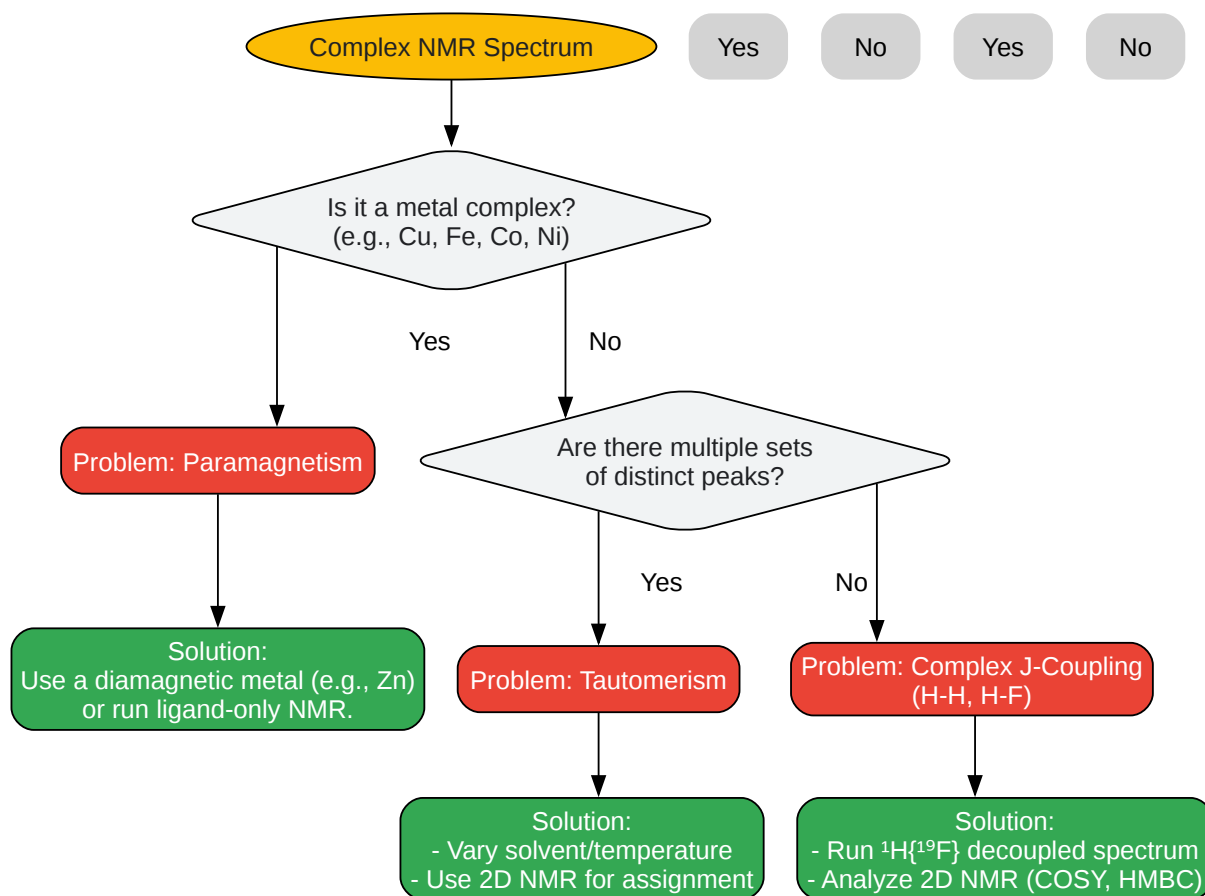 Complex NMR Spectrum
Yes
No
Yes
No
Is it a metal complex?
(e.g., Cu, Fe, Co, Ni)
Yes
No
Are there multiple sets
of distinct peaks?
Problem: Paramagnetism
Yes
No
Solution:
Use a diamagnetic metal (e.g., Zn)
or run ligand-only NMR.
Problem: Tautomerism
Problem: Complex J-Coupling
(H-H, H-F)
Solution:
- Vary solvent/temperature
- Use 2D NMR for assignment
Solution:
- Run ¹H{¹⁹F} decoupled spectrum
- Analyze 2D NMR (COSY, HMBC)